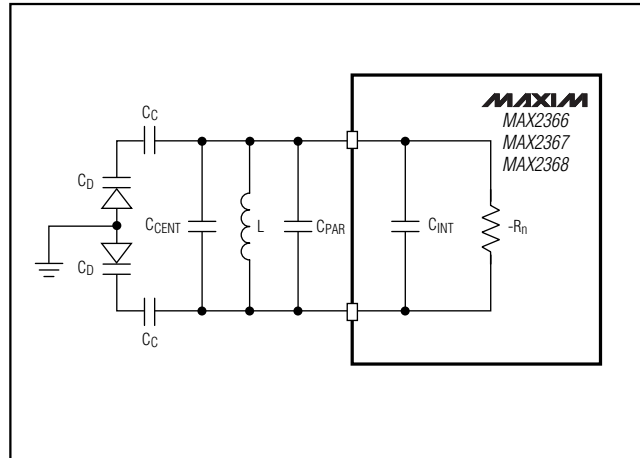 MAXIM
MAX2366
MAX2367
MAX2368
CC
CD
CCENT
L
CPAR
CINT
-Rn
CD
CC